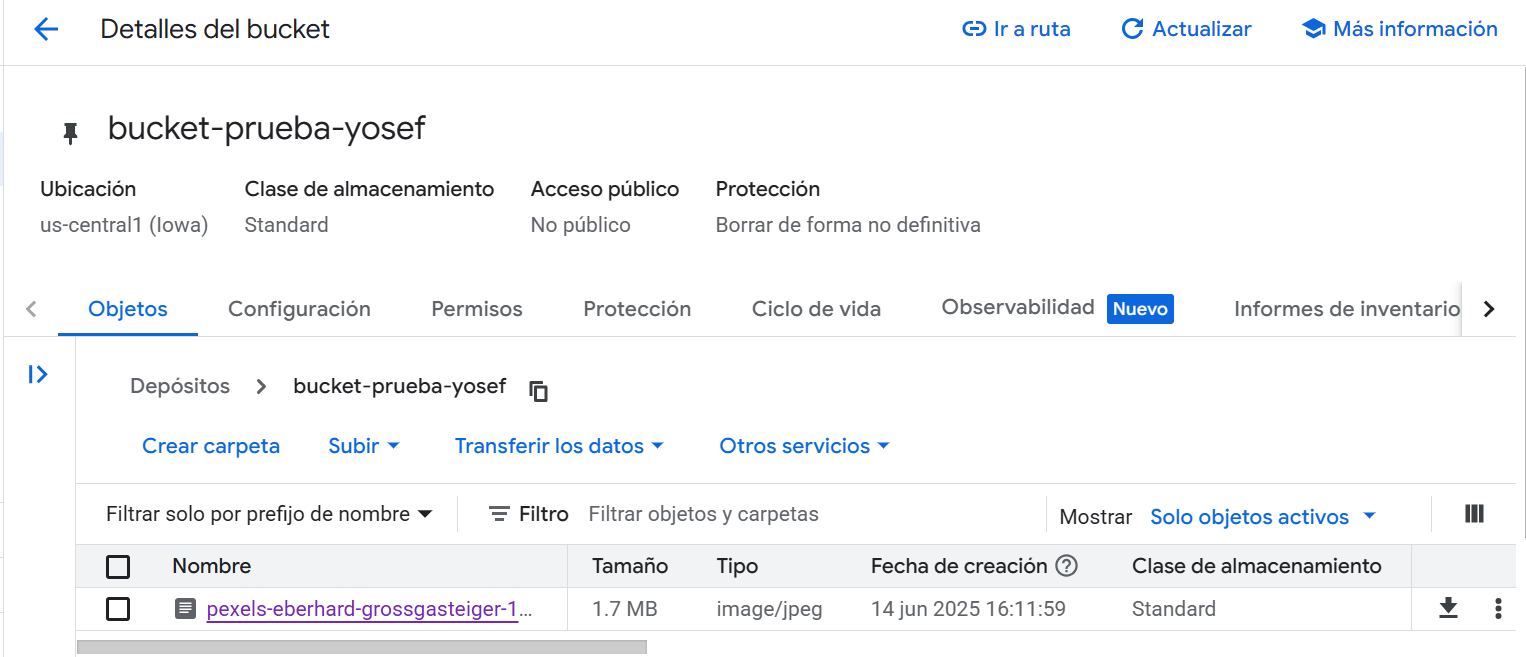 Detalles del bucket Ir a ruta Actualizar Más información
bucket-prueba-yosef
Ubicación Clase de almacenamiento Acceso público Protección
us-central1 (Iowa) Standard No público Borrar de forma no definitiva
Objetos Configuración Permisos Protección Ciclo de vida Observabilidad Nuevo Informes de inventario
Depósitos > bucket-prueba-yosef
Crear carpeta Subir Transferir los datos Otros servicios
Filtrar solo por prefijo de nombre Filtro Filtrar objetos y carpetas Mostrar Solo objetos activos
Nombre Tamaño Tipo Fecha de creación Clase de almacenamiento
pexels-eberhard-grossgasteiger-1... 1.7 MB image/jpeg 14 jun 2025 16:11:59 Standard